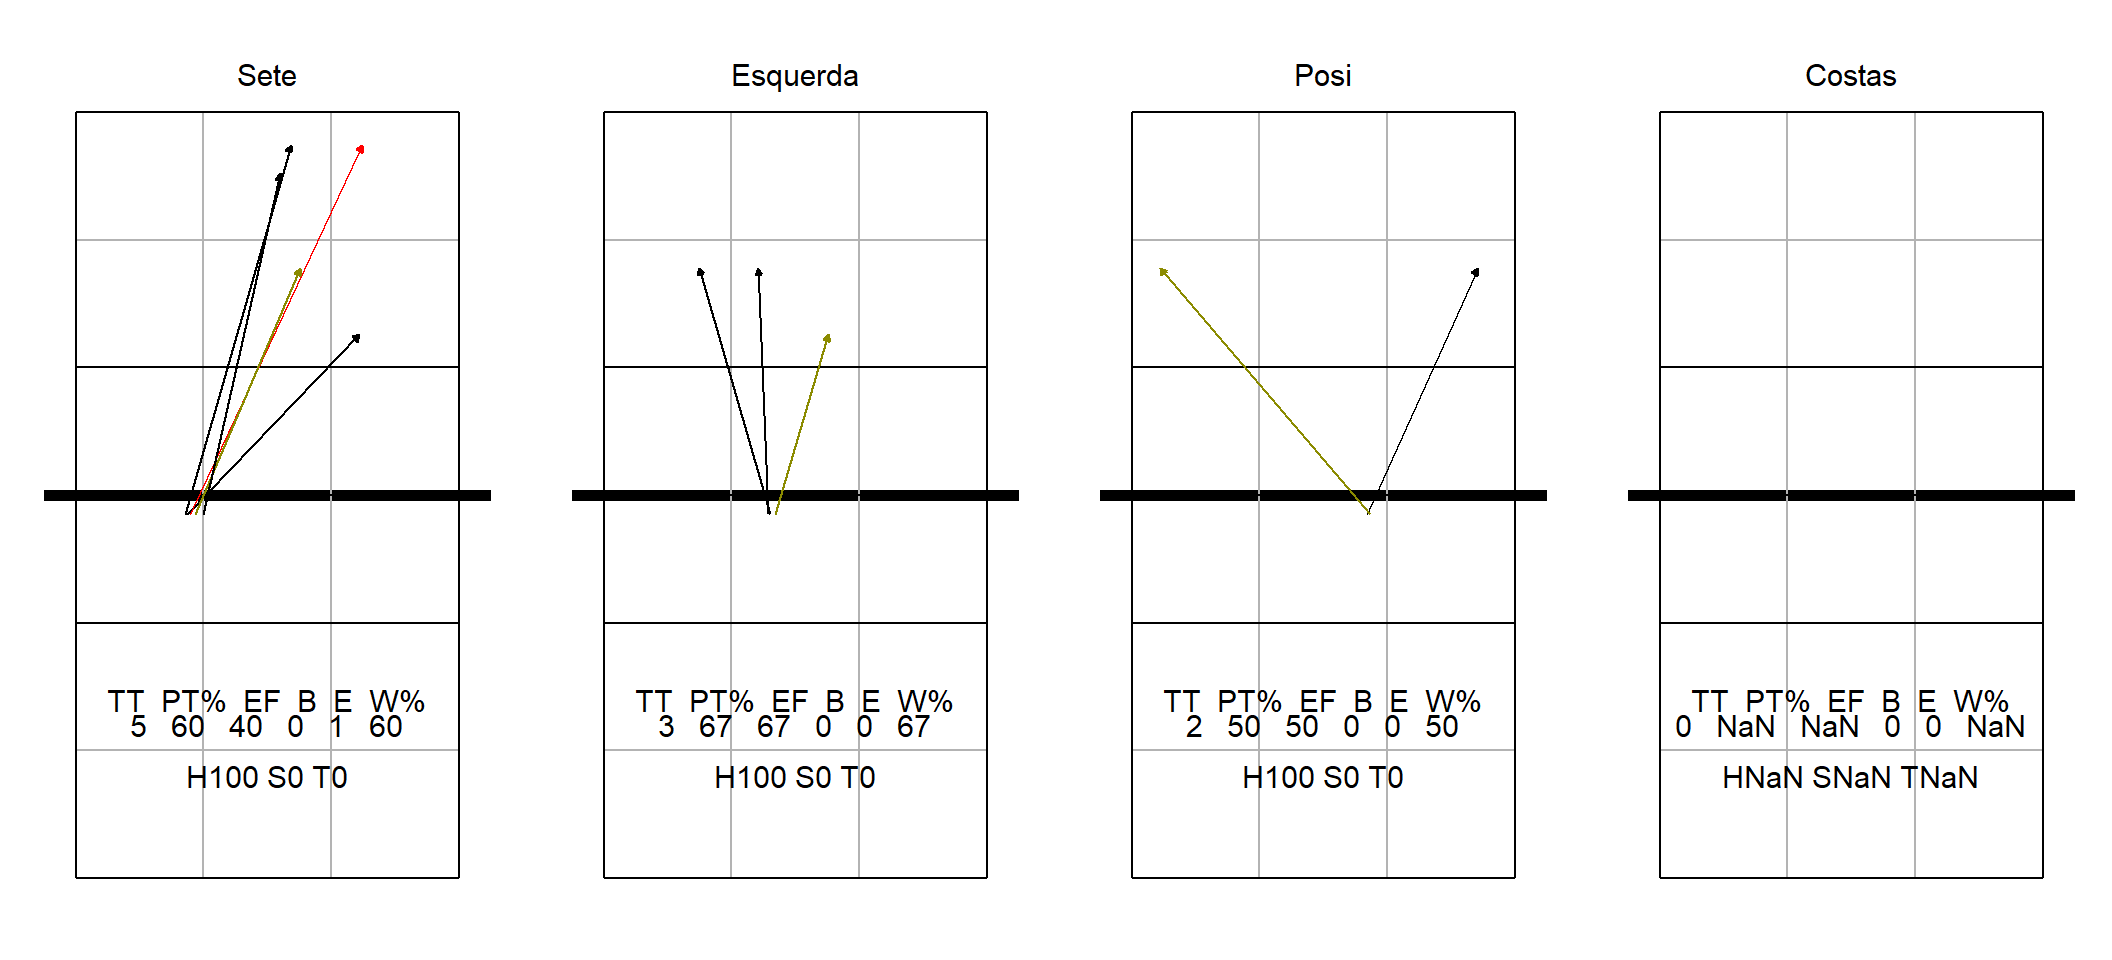 Sete
TT PT% EF B E W%
5 60 40 0 1 60
H100 S0 T0
Esquerda
TT PT% EF B E W%
3 67 67 0 0 67
H100 S0 T0
Posi
TT PT% EF B E W%
2 50 50 0 0 50
H100 S0 T0
Costas
TT PT% EF B E W%
0 NaN NaN 0 0 NaN
HNaN SNaN TNaN